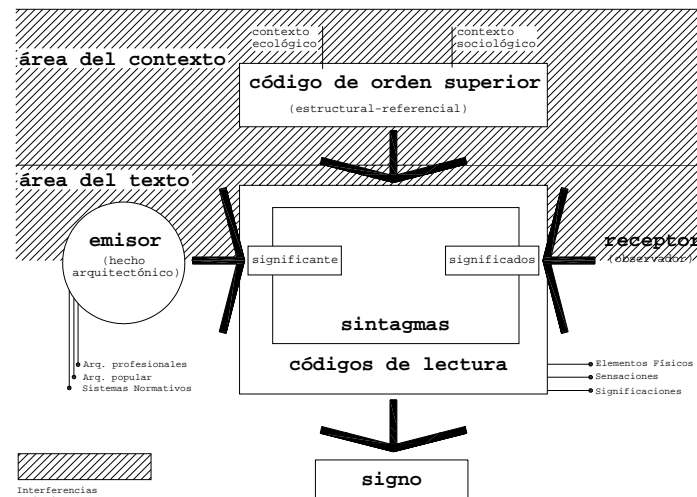 contexto
ecológico
contexto
sociológico
área del contexto
código de orden superior
(estructural-referencial)
área del texto
emisor
(hecho
arquitectónico)
significante
significados
receptor
(observador)
sintagmas
códigos de lectura
Arq. profesionales
Arq. popular
Sistemas Normativos
Elementos Físicos
Sensaciones
Significaciones
signo
Interferencias